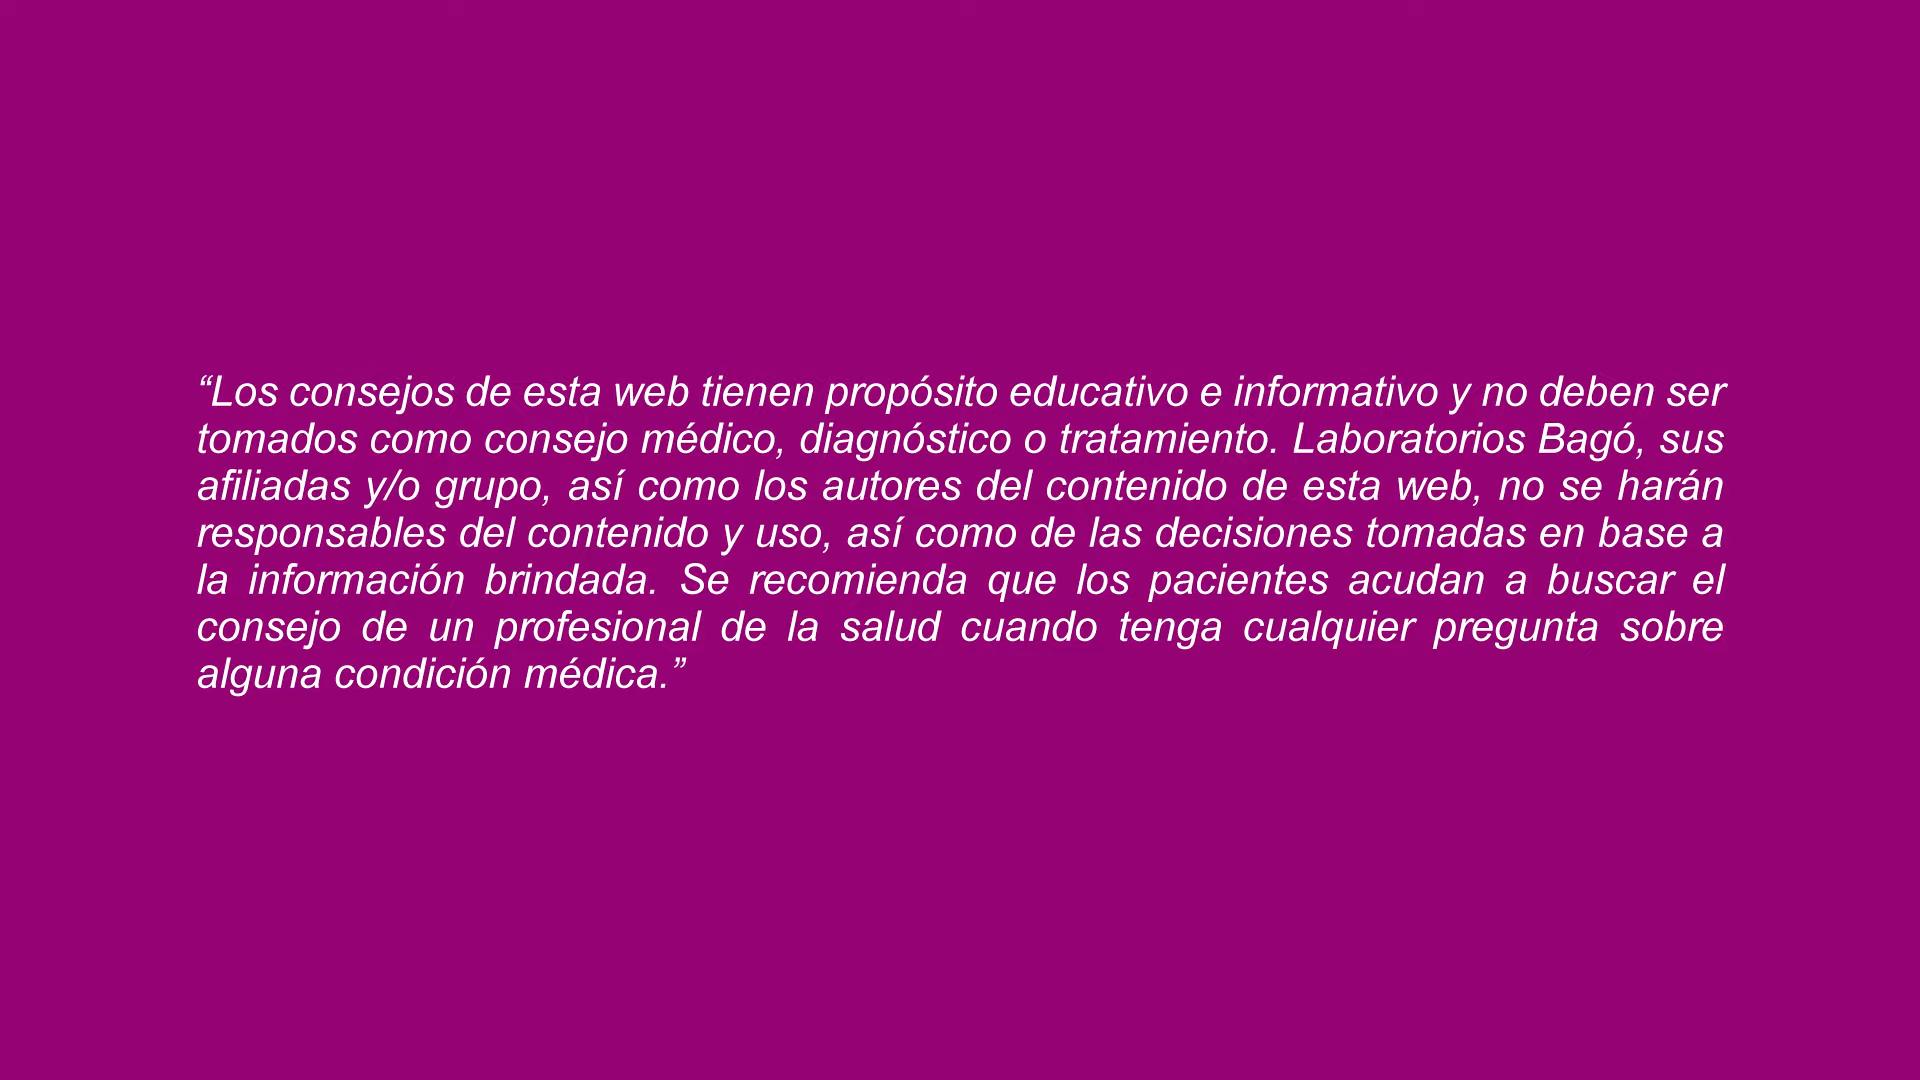 “Los consejos de esta web tienen propósito educativo e informativo y no deben ser
tomados como consejo médico, diagnóstico o tratamiento. Laboratorios Bagó, sus
afiliadas y/o grupo, así como los autores del contenido de esta web, no se harán
responsables del contenido y uso, así como de las decisiones tomadas en base a
la información brindada. Se recomienda que los pacientes acudan a buscar el
consejo de un profesional de la salud cuando tenga cualquier pregunta sobre
alguna condición médica.”